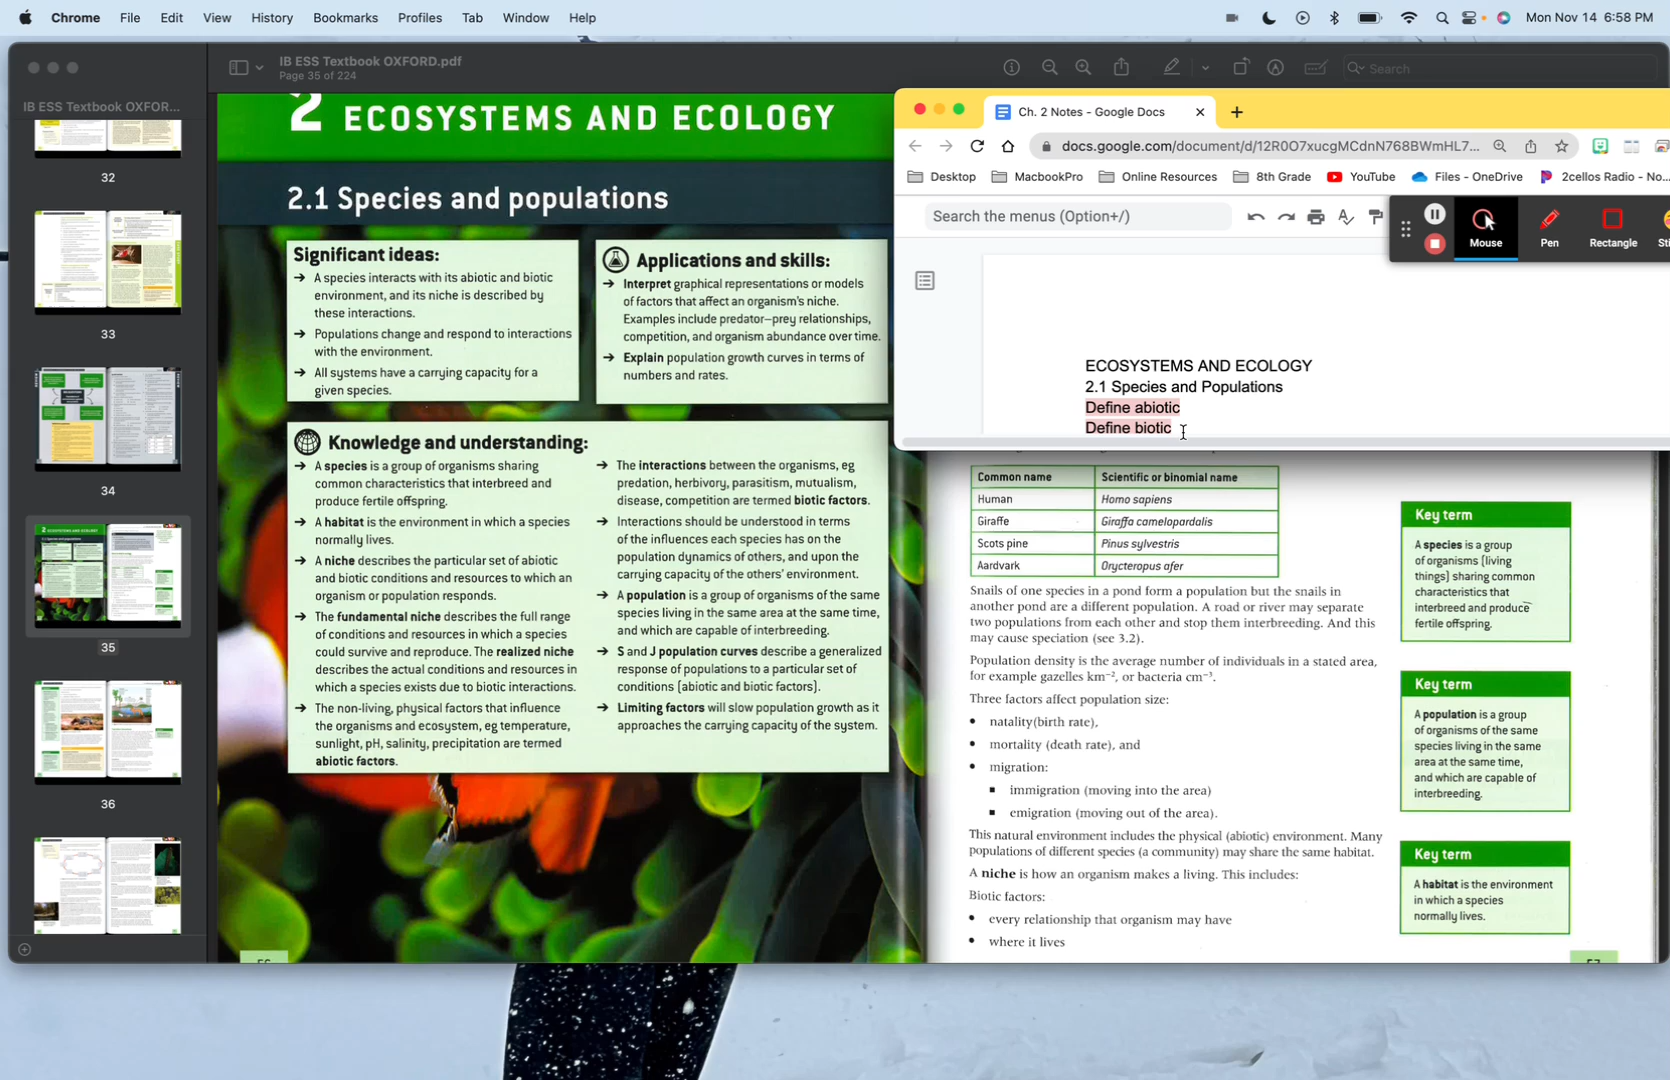 Chrome File Edit View History Bookmarks Profiles Tab Window Help
Mon Nov 14 6:58 PM
IB ESS Textbook OXFORD.pdf
Page 35 of 224
Search
IB ESS Textbook OXFOR...
32
33
34
35
36
2 ECOSYSTEMS AND ECOLOGY
2.1 Species and populations
Significant ideas:
→ A species interacts with its abiotic and biotic
environment, and its niche is described by
these interactions.
→ Populations change and respond to interactions
with the environment.
→ All systems have a carrying capacity for a
given species.
Applications and skills:
→ Interpret graphical representations or models
of factors that affect an organism's niche.
Examples include predator–prey relationships,
competition, and organism abundance over time.
→ Explain population growth curves in terms of
numbers and rates.
Knowledge and understanding:
→ A species is a group of organisms sharing
common characteristics that interbreed and
produce fertile offspring.
→ A habitat is the environment in which a species
normally lives.
→ A niche describes the particular set of abiotic
and biotic conditions and resources to which an
organism or population responds.
→ The fundamental niche describes the full range
of conditions and resources in which a species
could survive and reproduce. The realized niche
describes the actual conditions and resources in
which a species exists due to biotic interactions.
→ The non-living, physical factors that influence
the organisms and ecosystem, eg temperature,
sunlight, pH, salinity, precipitation are termed
abiotic factors.
→ The interactions between the organisms, eg
predation, herbivory, parasitism, mutualism,
disease, competition are termed biotic factors.
→ Interactions should be understood in terms
of the influences each species has on the
population dynamics of others, and upon the
carrying capacity of the others' environment.
→ A population is a group of organisms of the same
species living in the same area at the same time,
and which are capable of interbreeding.
→ S and J population curves describe a generalized
response of populations to a particular set of
conditions (abiotic and biotic factors).
→ Limiting factors will slow population growth as it
approaches the carrying capacity of the system.
Ch. 2 Notes - Google Docs
docs.google.com/document/d/12R0O7xucgMCdnN768BWmHL7...
Desktop MacbookPro Online Resources 8th Grade YouTube Files - OneDrive 2cellos Radio - No...
Search the menus (Option+/)
Mouse Pen Rectangle Sti
ECOSYSTEMS AND ECOLOGY
2.1 Species and Populations
Define abiotic
Define biotic
Common name Scientific or binomial name
Human Homo sapiens
Giraffe Giraffa camelopardalis
Scots pine Pinus sylvestris
Aardvark Orycteropus afer
Snails of one species in a pond form a population but the snails in
another pond are a different population. A road or river may separate
two populations from each other and stop them interbreeding. And this
may cause speciation (see 3.2).
Population density is the average number of individuals in a stated area,
for example gazelles km⁻², or bacteria cm⁻³.
Three factors affect population size:
• natality(birth rate),
• mortality (death rate), and
• migration:
▪ immigration (moving into the area)
▪ emigration (moving out of the area).
This natural environment includes the physical (abiotic) environment. Many
populations of different species (a community) may share the same habitat.
A niche is how an organism makes a living. This includes:
Biotic factors:
• every relationship that organism may have
• where it lives
Key term
A species is a group
of organisms (living
things) sharing common
characteristics that
interbreed and produce
fertile offspring.
Key term
A population is a group
of organisms of the same
species living in the same
area at the same time,
and which are capable of
interbreeding.
Key term
A habitat is the environment
in which a species
normally lives.